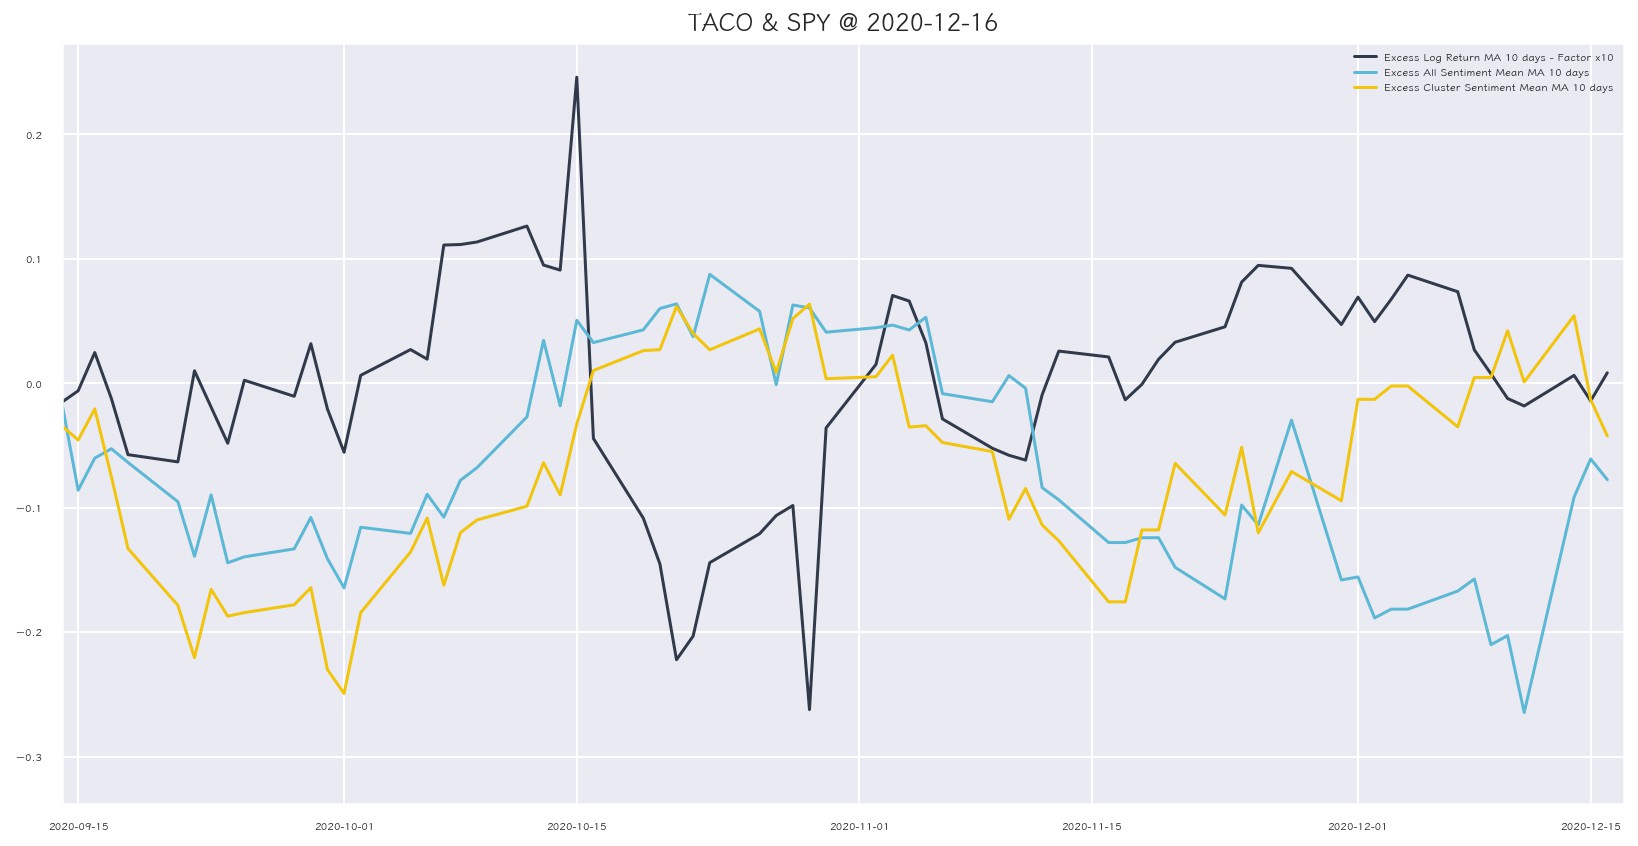 TACO & SPY @ 2020-12-16
Excess Log Return MA 10 days - Factor x10
Excess All Sentiment Mean MA 10 days
Excess Cluster Sentiment Mean MA 10 days
0.2
0.1
0.0
−0.1
−0.2
−0.3
2020-09-15 2020-10-01 2020-10-15 2020-11-01 2020-11-15 2020-12-01 2020-12-15